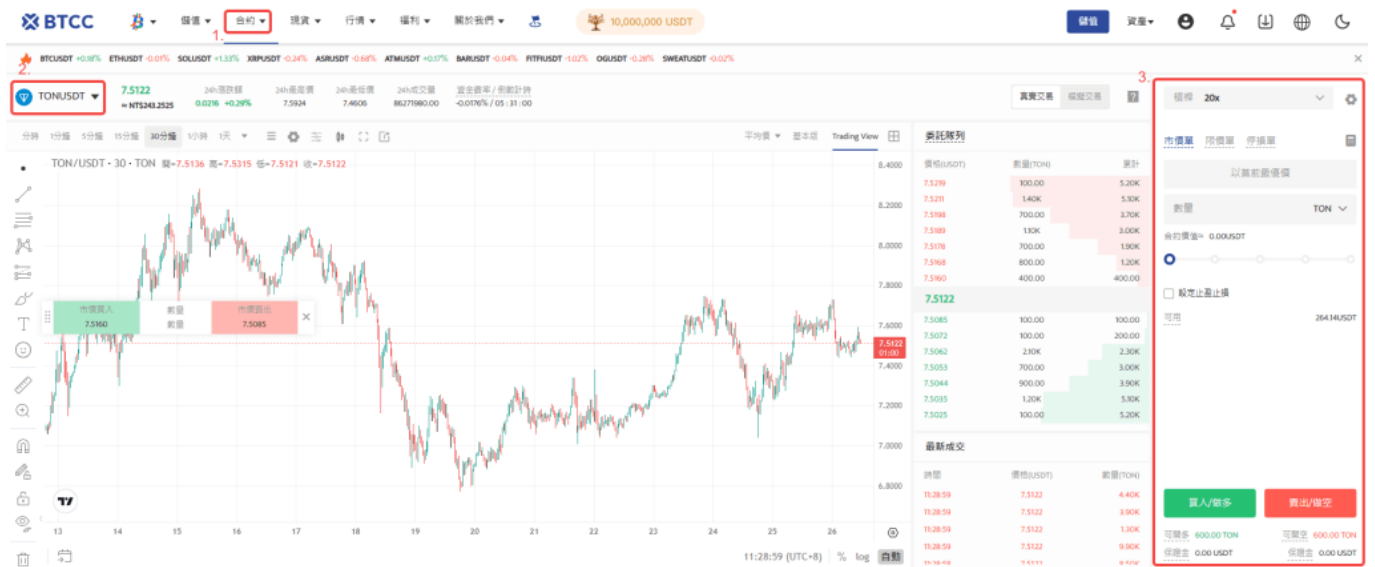 BTCC
儲值
合約
現貨
行情
福利
關於我們
10,000,000 USDT
儲值
資產
1.
BTCUSDT +0.18% ETHUSDT -0.01% SOLUSDT +1.33% XRPUSDT -0.24% ASRUSDT -0.68% ATMUSDT +0.17% BARUSDT -0.04% FITFIUSDT -1.02% OGUSDT -0.28% SWEATUSDT -0.02%
2.
TONUSDT
7.5122
≈ NT$243.2525
24h漲跌額
0.0216 +0.29%
24h最高價
7.5924
24h最低價
7.4606
24h成交量
86271980.00
資金費率 / 倒數計時
-0.0176% / 05 : 31 : 00
真實交易 模擬交易
3.
分時 1分鐘 5分鐘 15分鐘 30分鐘 1小時 1天
平均價 基本版 Trading View
TON/USDT · 30 · TON 開=7.5136 高=7.5315 低=7.5121 收=7.5122
市價買入
7.5160
數量
數量
市價賣出
7.5085
8.4000
8.2000
8.0000
7.8000
7.6000
7.5122
01:00
7.4000
7.2000
7.0000
6.8000
13 14 15 16 17 18 19 20 21 22 23 24 25 26
11:28:59 (UTC+8) % log 自動
委託隊列
價格(USDT) 數量(TON) 累計
7.5219 100.00 5.20K
7.5211 1.40K 5.10K
7.5198 700.00 3.70K
7.5189 1.10K 3.00K
7.5178 700.00 1.90K
7.5168 800.00 1.20K
7.5160 400.00 400.00
7.5122
7.5085 100.00 100.00
7.5072 100.00 200.00
7.5062 2.10K 2.30K
7.5053 700.00 3.00K
7.5044 900.00 3.90K
7.5035 1.20K 5.10K
7.5025 100.00 5.20K
最新成交
時間 價格(USDT) 數量(TON)
11:28:59 7.5122 4.40K
11:28:59 7.5122 3.90K
11:28:59 7.5122 1.30K
11:28:59 7.5122 9.90K
11:28:58 7.5122 9.50K
槓桿 20x
市價單 限價單 停損單
以當前最優價
數量 TON
合約價值≈ 0.00USDT
設定止盈止損
可用 264.14USDT
買入/做多
賣出/做空
可開多 600.00 TON
可開空 600.00 TON
保證金 0.00 USDT
保證金 0.00 USDT